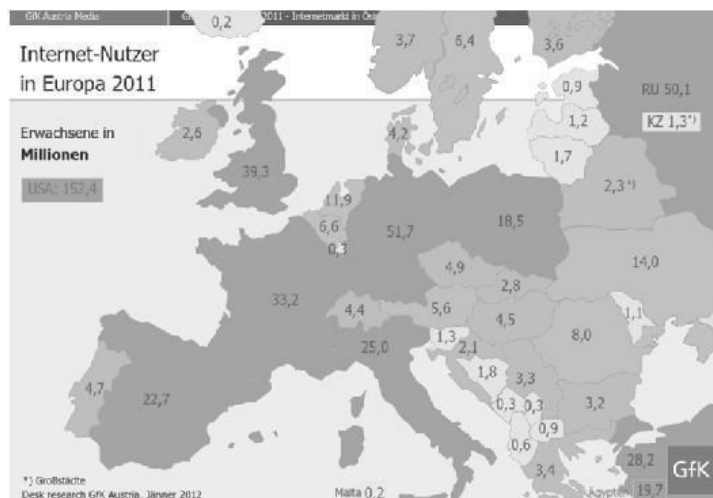 GfK Austria Media
2011 - Internetmarkt in Öst
Internet-Nutzer
in Europa 2011
Erwachsene in
Millionen
USA: 152,4
0,2
3,7
6,4
3,6
RU 50,1
KZ 1,3*)
0,9
1,2
1,7
2,3*)
2,6
39,3
4,2
11,9
6,6
0,3
51,7
18,5
14,0
4,9
2,8
33,2
4,4
5,6
4,5
8,0
1,1
1,3
2,1
25,0
1,8
3,3
0,3
0,3
3,2
0,9
0,6
3,4
4,7
22,7
28,2
GfK
*) Großstädte
Desk research GfK Austria, Jänner 2012
Malta 0,2
Ägypten 19,7